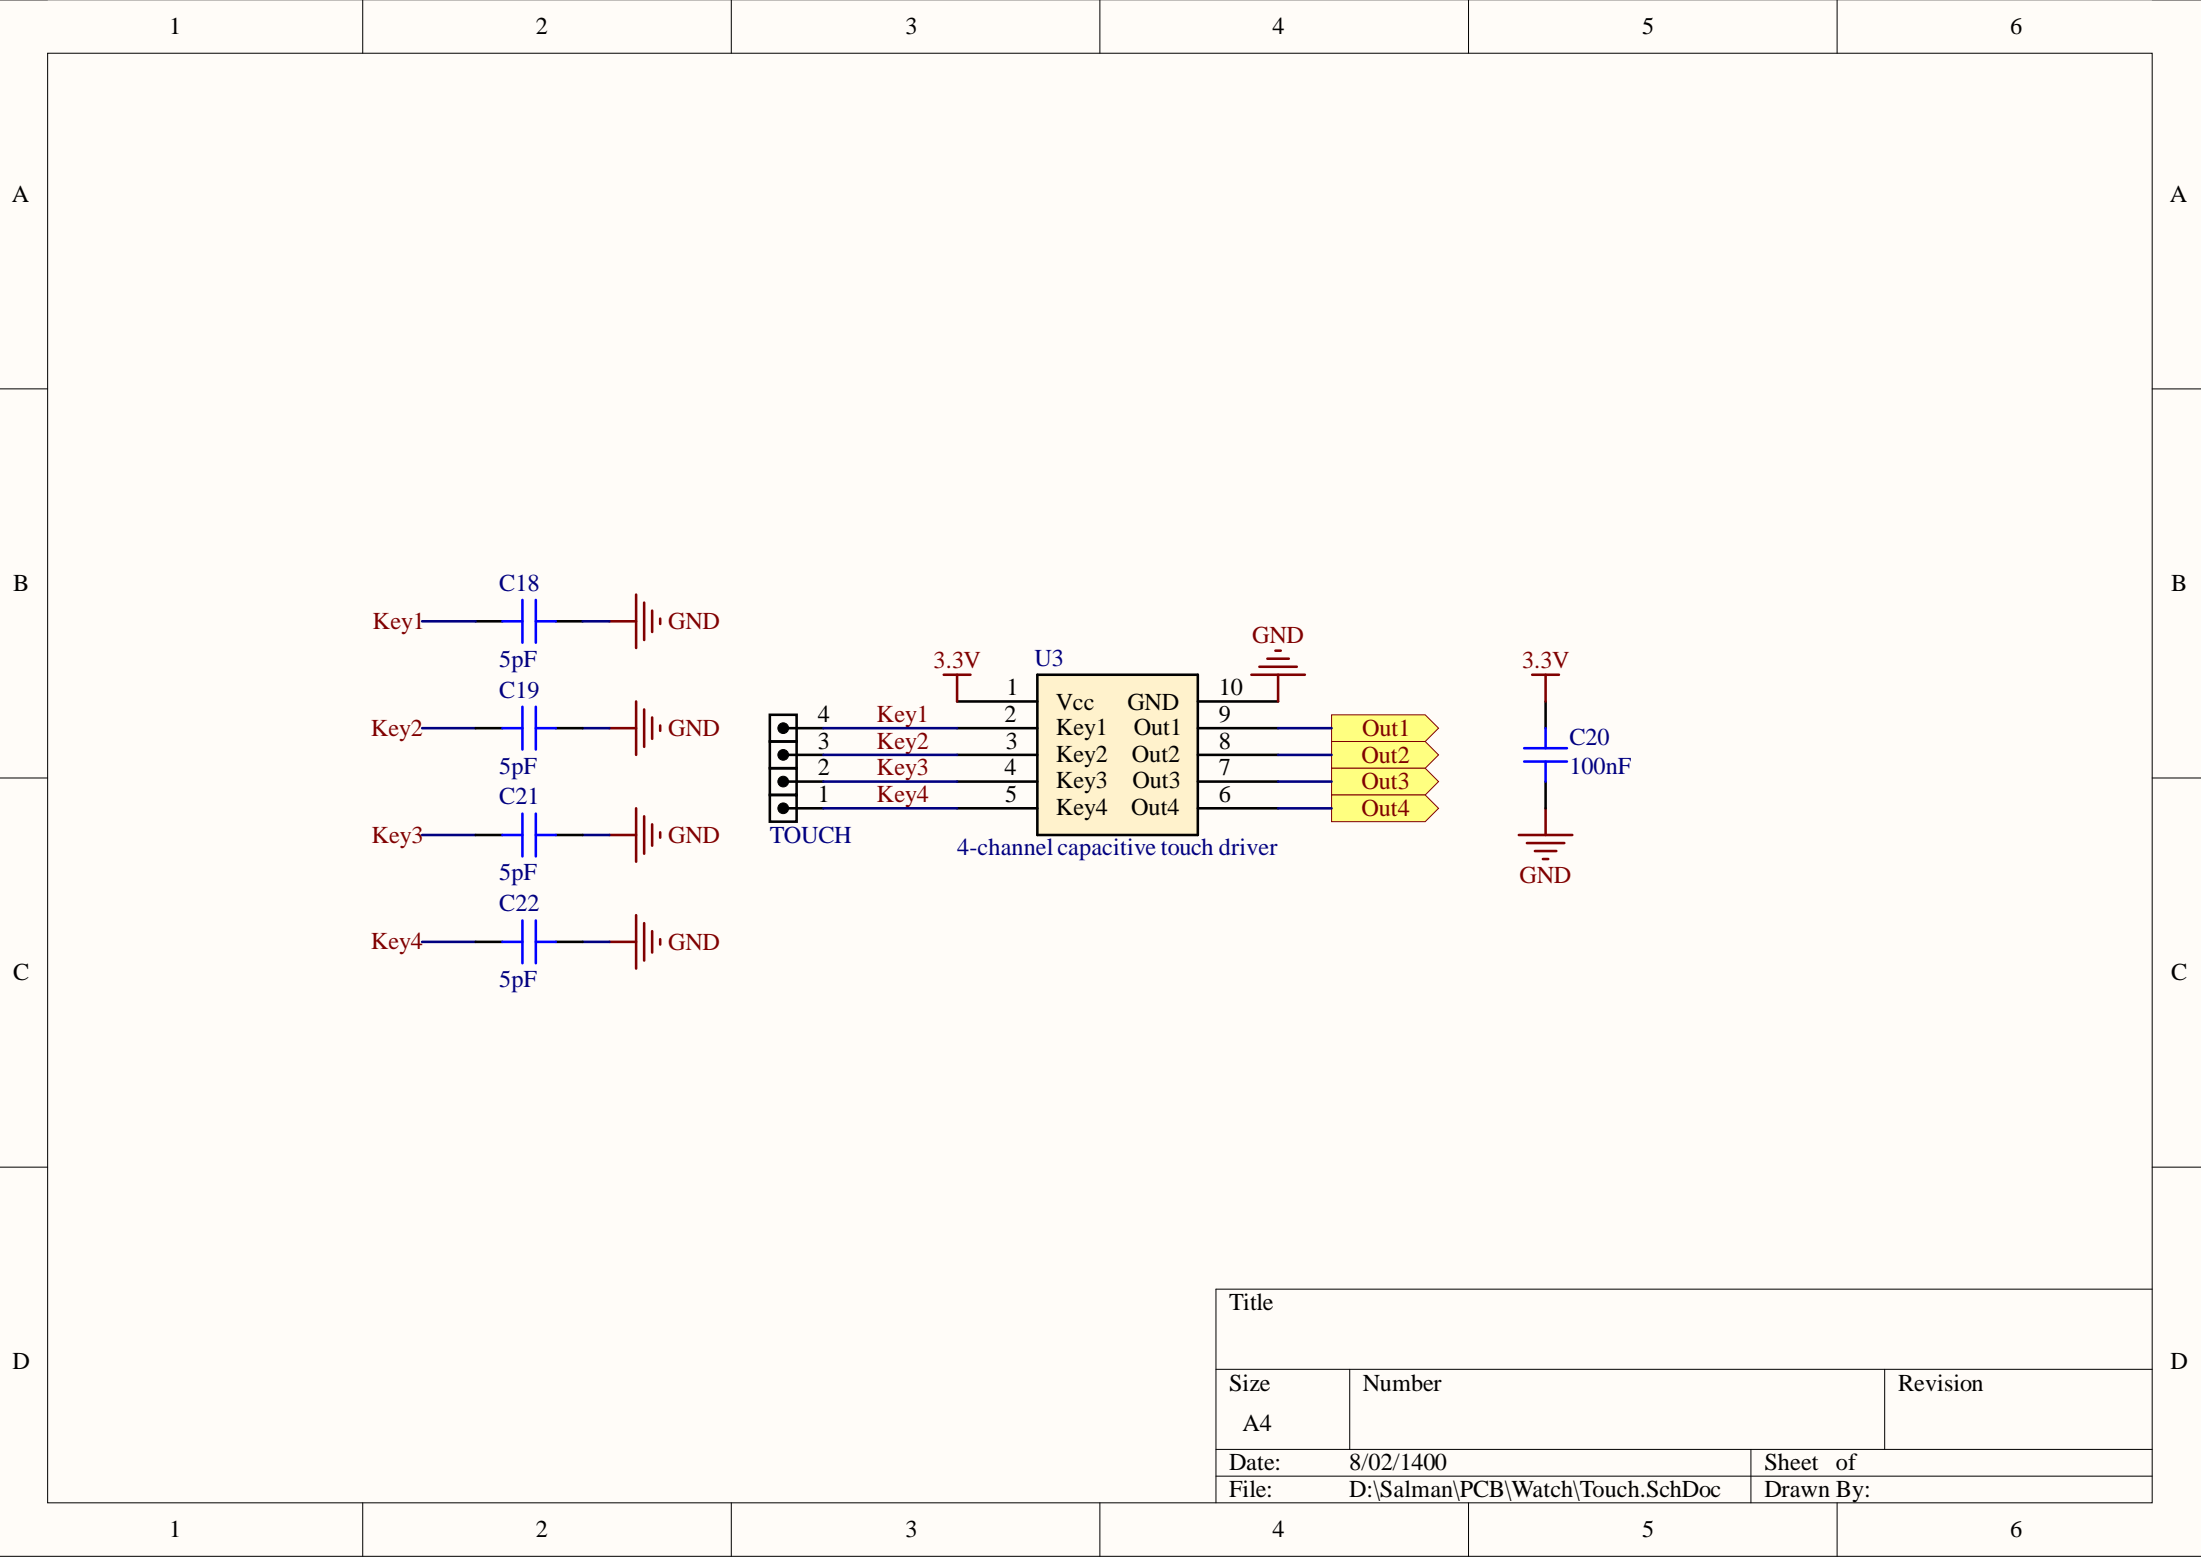 1 2 3 4 5 6
A A
B B
C C
D D
C18
Key1 GND
5pF
C19
Key2 GND
5pF
C21
Key3 GND
5pF
C22
Key4 GND
5pF
GND
3.3V U3
1 Vcc GND 10
4 Key1 2 Key1 Out1 9 Out1
3 Key2 3 Key2 Out2 8 Out2
2 Key3 4 Key3 Out3 7 Out3
1 Key4 5 Key4 Out4 6 Out4
TOUCH
4-channel capacitive touch driver
3.3V
C20
100nF
GND
Title
Size Number Revision
A4
Date: 8/02/1400 Sheet of
File: D:\Salman\PCB\Watch\Touch.SchDoc Drawn By:
1 2 3 4 5 6